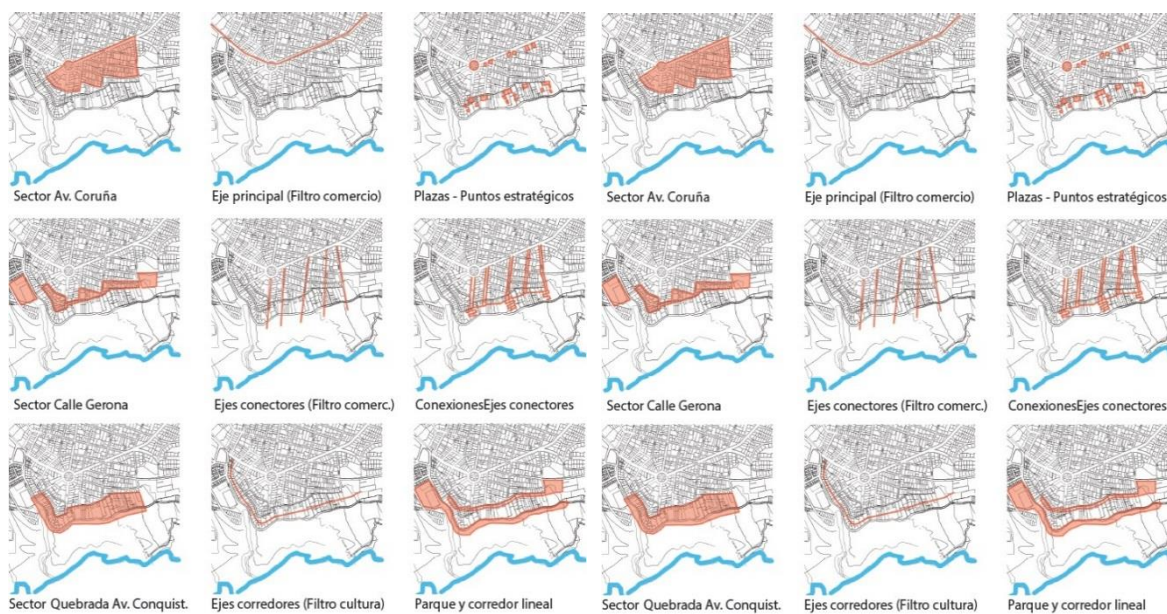 Sector Av. Coruña
Eje principal (Filtro comercio)
Plazas - Puntos estratégicos
Sector Av. Coruña
Eje principal (Filtro comercio)
Plazas - Puntos estratégicos
Sector Calle Gerona
Ejes conectores (Filtro comerc.)
ConexionesEjes conectores
Sector Calle Gerona
Ejes conectores (Filtro comerc.)
ConexionesEjes conectores
Sector Quebrada Av. Conquist.
Ejes corredores (Filtro cultura)
Parque y corredor lineal
Sector Quebrada Av. Conquist.
Ejes corredores (Filtro cultura)
Parque y corredor lineal